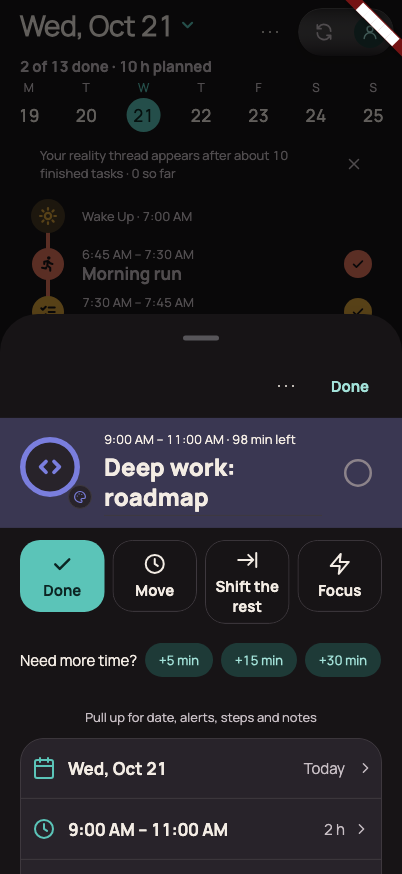 Wed, Oct 21
2 of 13 done · 10 h planned
M T W T F S S
19 20 21 22 23 24 25
Your reality thread appears after about 10
finished tasks · 0 so far
Wake Up · 7:00 AM
6:45 AM – 7:30 AM
Morning run
7:30 AM – 7:45 AM
Done
9:00 AM – 11:00 AM · 98 min left
Deep work:
roadmap
Done Move Shift the
rest Focus
Need more time? +5 min +15 min +30 min
Pull up for date, alerts, steps and notes
Wed, Oct 21 Today
9:00 AM – 11:00 AM 2 h